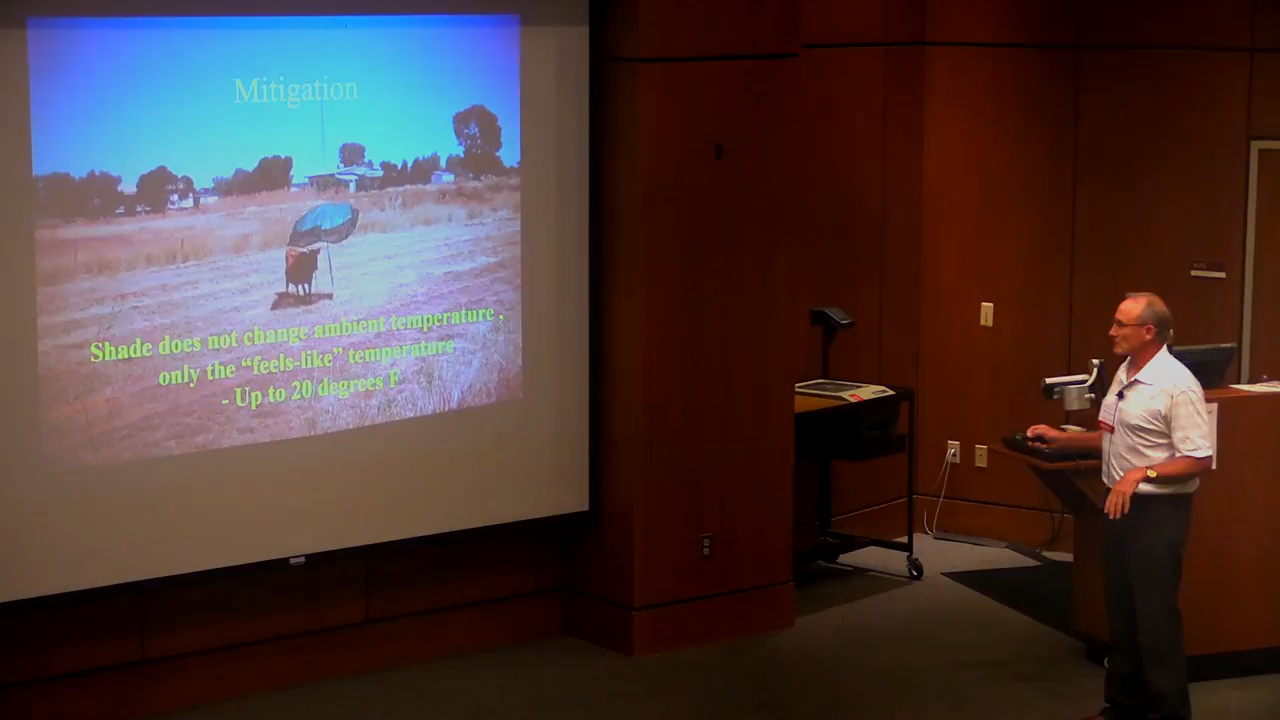 Mitigation
Shade does not change ambient temperature ,
only the “feels-like” temperature
- Up to 20 degrees F